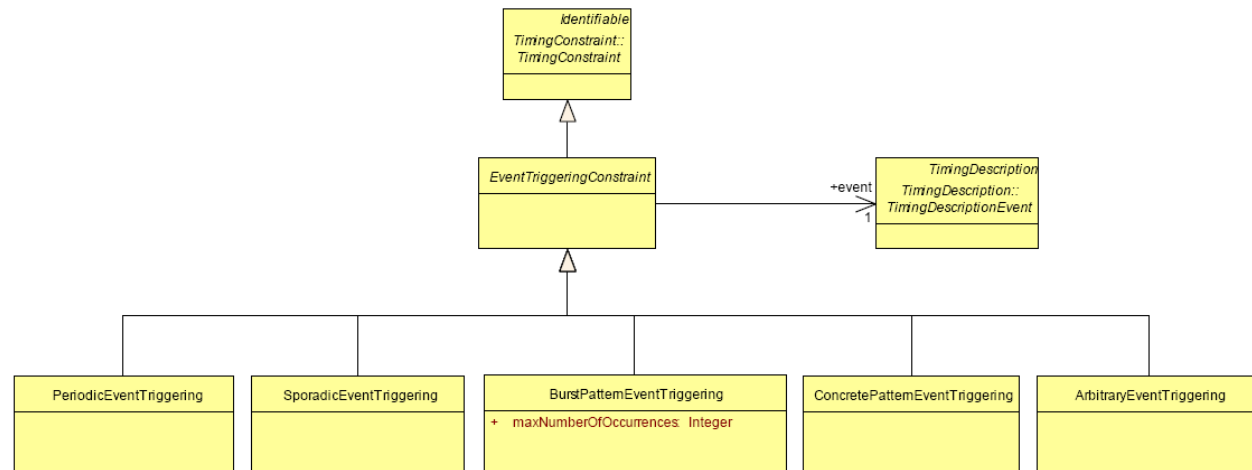 Identifiable
TimingConstraint::
TimingConstraint
EventTriggeringConstraint
+event
1
TimingDescription
TimingDescription::
TimingDescriptionEvent
PeriodicEventTriggering
SporadicEventTriggering
BurstPatternEventTriggering
+ maxNumberOfOccurrences: Integer
ConcretePatternEventTriggering
ArbitraryEventTriggering